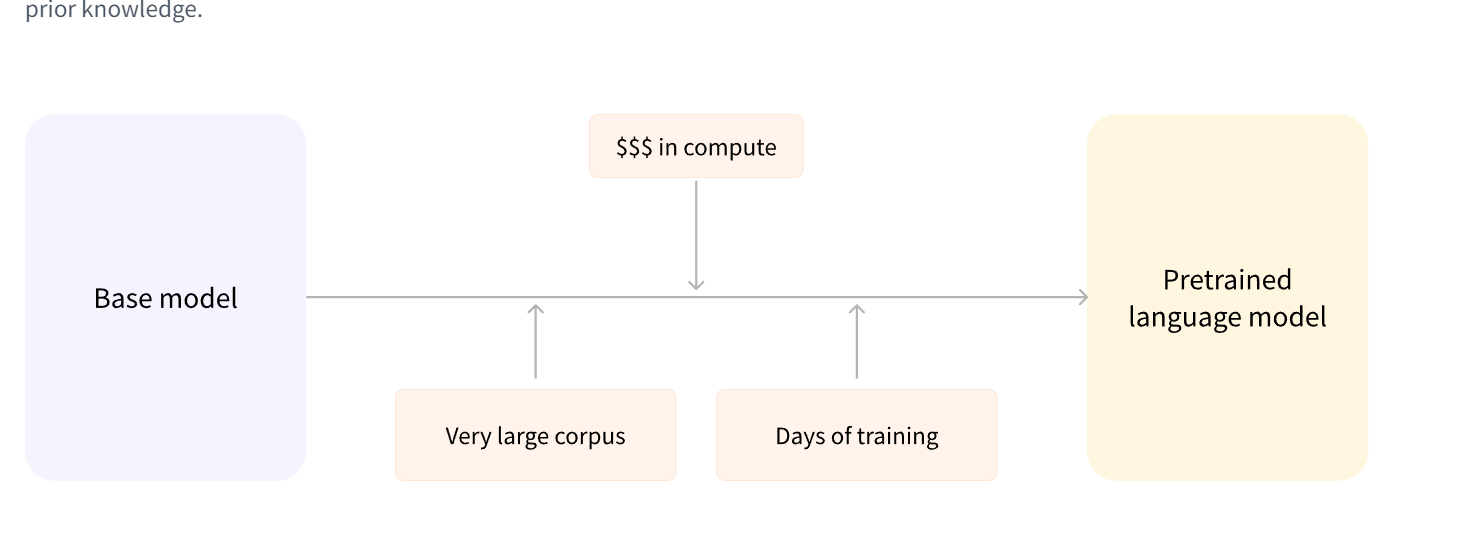 prior knowledge.
$$$ in compute
Base model
Pretrained
language model
Very large corpus
Days of training